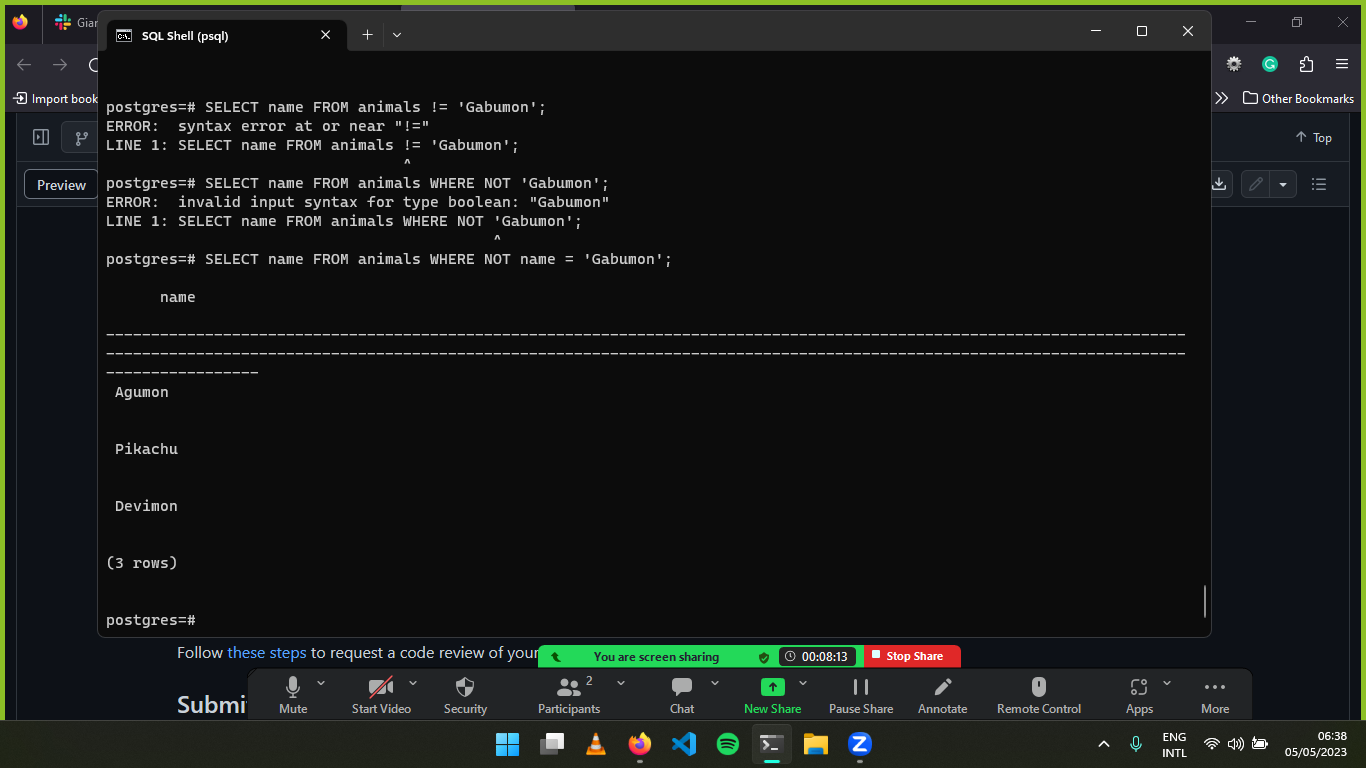 Gian
SQL Shell (psql)
Import book
Other Bookmarks
Top
Preview
postgres=# SELECT name FROM animals != 'Gabumon';
ERROR:  syntax error at or near "!="
LINE 1: SELECT name FROM animals != 'Gabumon';
^
postgres=# SELECT name FROM animals WHERE NOT 'Gabumon';
ERROR:  invalid input syntax for type boolean: "Gabumon"
LINE 1: SELECT name FROM animals WHERE NOT 'Gabumon';
^
postgres=# SELECT name FROM animals WHERE NOT name = 'Gabumon';
name
Agumon
Pikachu
Devimon
(3 rows)
postgres=#
Follow these steps to request a code review of your
You are screen sharing 00:08:13 Stop Share
Submi
Mute Start Video Security Participants 2 Chat New Share Pause Share Annotate Remote Control Apps More
ENG
INTL
06:38
05/05/2023